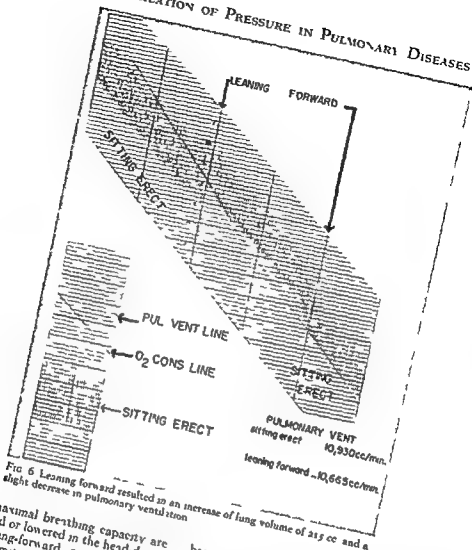 OF PRESSURE IN PULMONARY DISEASES
LEANING FORWARD
SITTING ERECT
PUL VENT LINE
O2 CONS LINE
SITTING ERECT
SITTING
ERECT
PULMONARY VENT
sitting erect 10,930cc/min.
leaning forward ...10,665cc/min.
FIG 6 Leaning forward resulted in an increase of lung volume of 215 cc and a
slight decrease in pulmonary ventilation
breathing capacity are
or lowered in the head